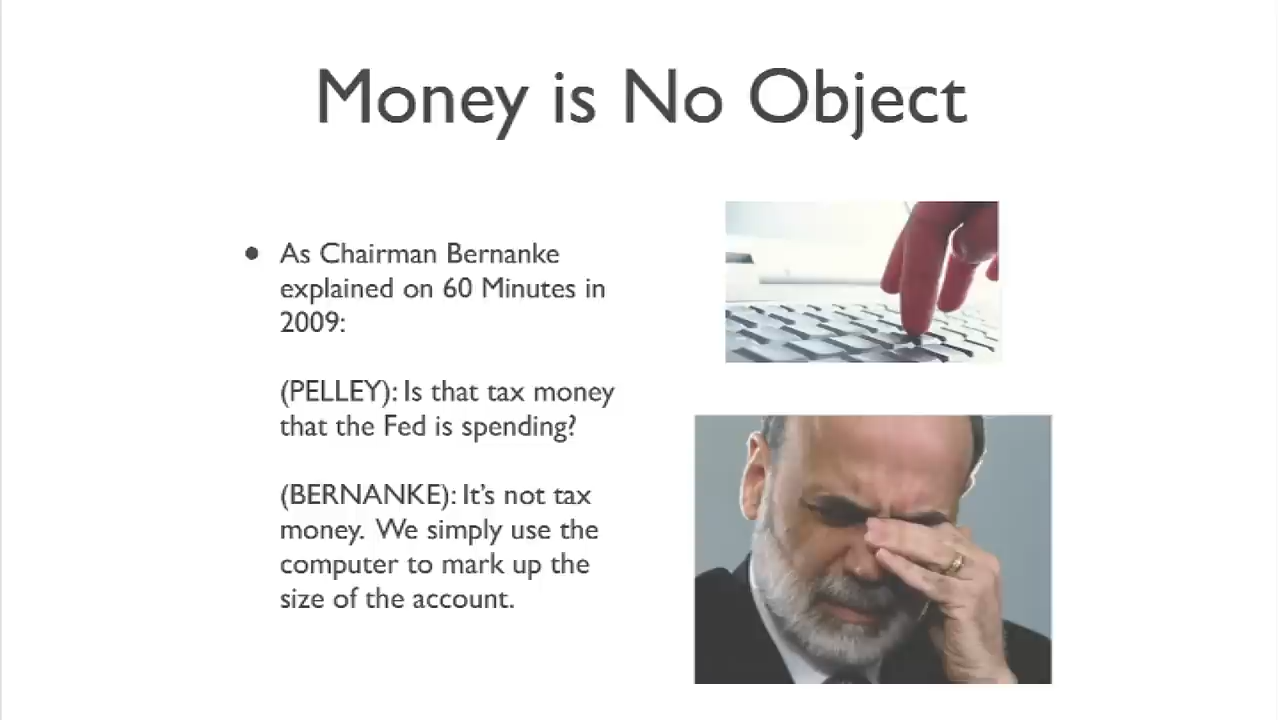 Money is No Object
• As Chairman Bernanke
explained on 60 Minutes in
2009:
(PELLEY): Is that tax money
that the Fed is spending?
(BERNANKE): It’s not tax
money. We simply use the
computer to mark up the
size of the account.